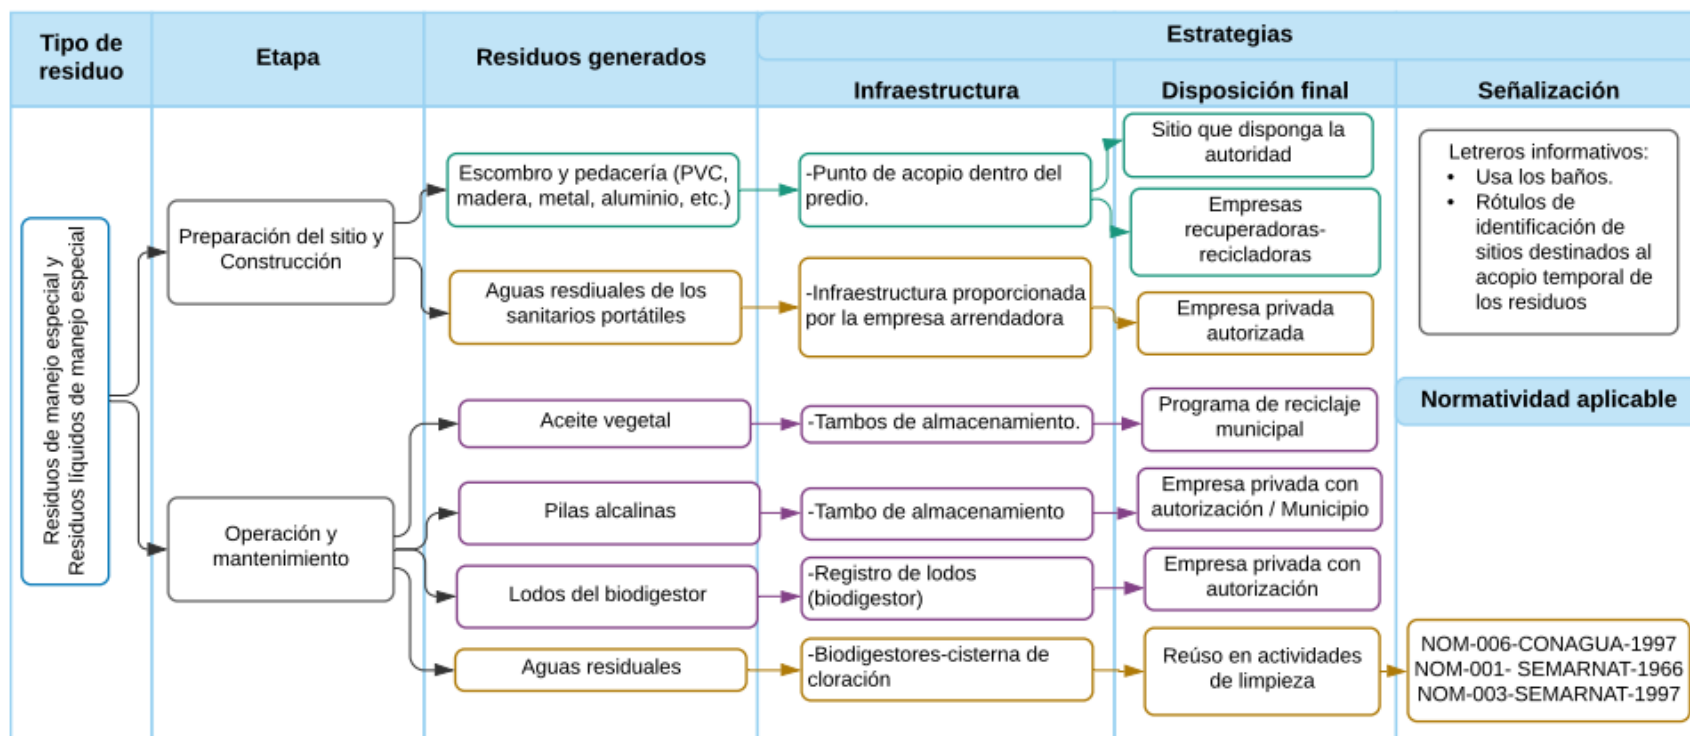 Tipo de
residuo
Etapa
Residuos generados
Estrategias
Infraestructura
Disposición final
Señalización
Residuos de manejo especial y
Residuos líquidos de manejo especial
Preparación del sitio y
Construcción
Escombro y pedacería (PVC,
madera, metal, aluminio, etc.)
-Punto de acopio dentro del
predio.
Sitio que disponga la
autoridad
Empresas
recuperadoras-
recicladoras
Aguas resdiuales de los
sanitarios portátiles
-Infraestructura proporcionada
por la empresa arrendadora
Empresa privada
autorizada
Letreros informativos:
• Usa los baños.
• Rótulos de
identificación de
sitios destinados al
acopio temporal de
los residuos
Operación y
mantenimiento
Aceite vegetal
-Tambos de almacenamiento.
Programa de reciclaje
municipal
Pilas alcalinas
-Tambo de almacenamiento
Empresa privada con
autorización / Municipio
Lodos del biodigestor
-Registro de lodos
(biodigestor)
Empresa privada con
autorización
Aguas residuales
-Biodigestores-cisterna de
cloración
Reúso en actividades
de limpieza
Normatividad aplicable
NOM-006-CONAGUA-1997
NOM-001- SEMARNAT-1966
NOM-003-SEMARNAT-1997